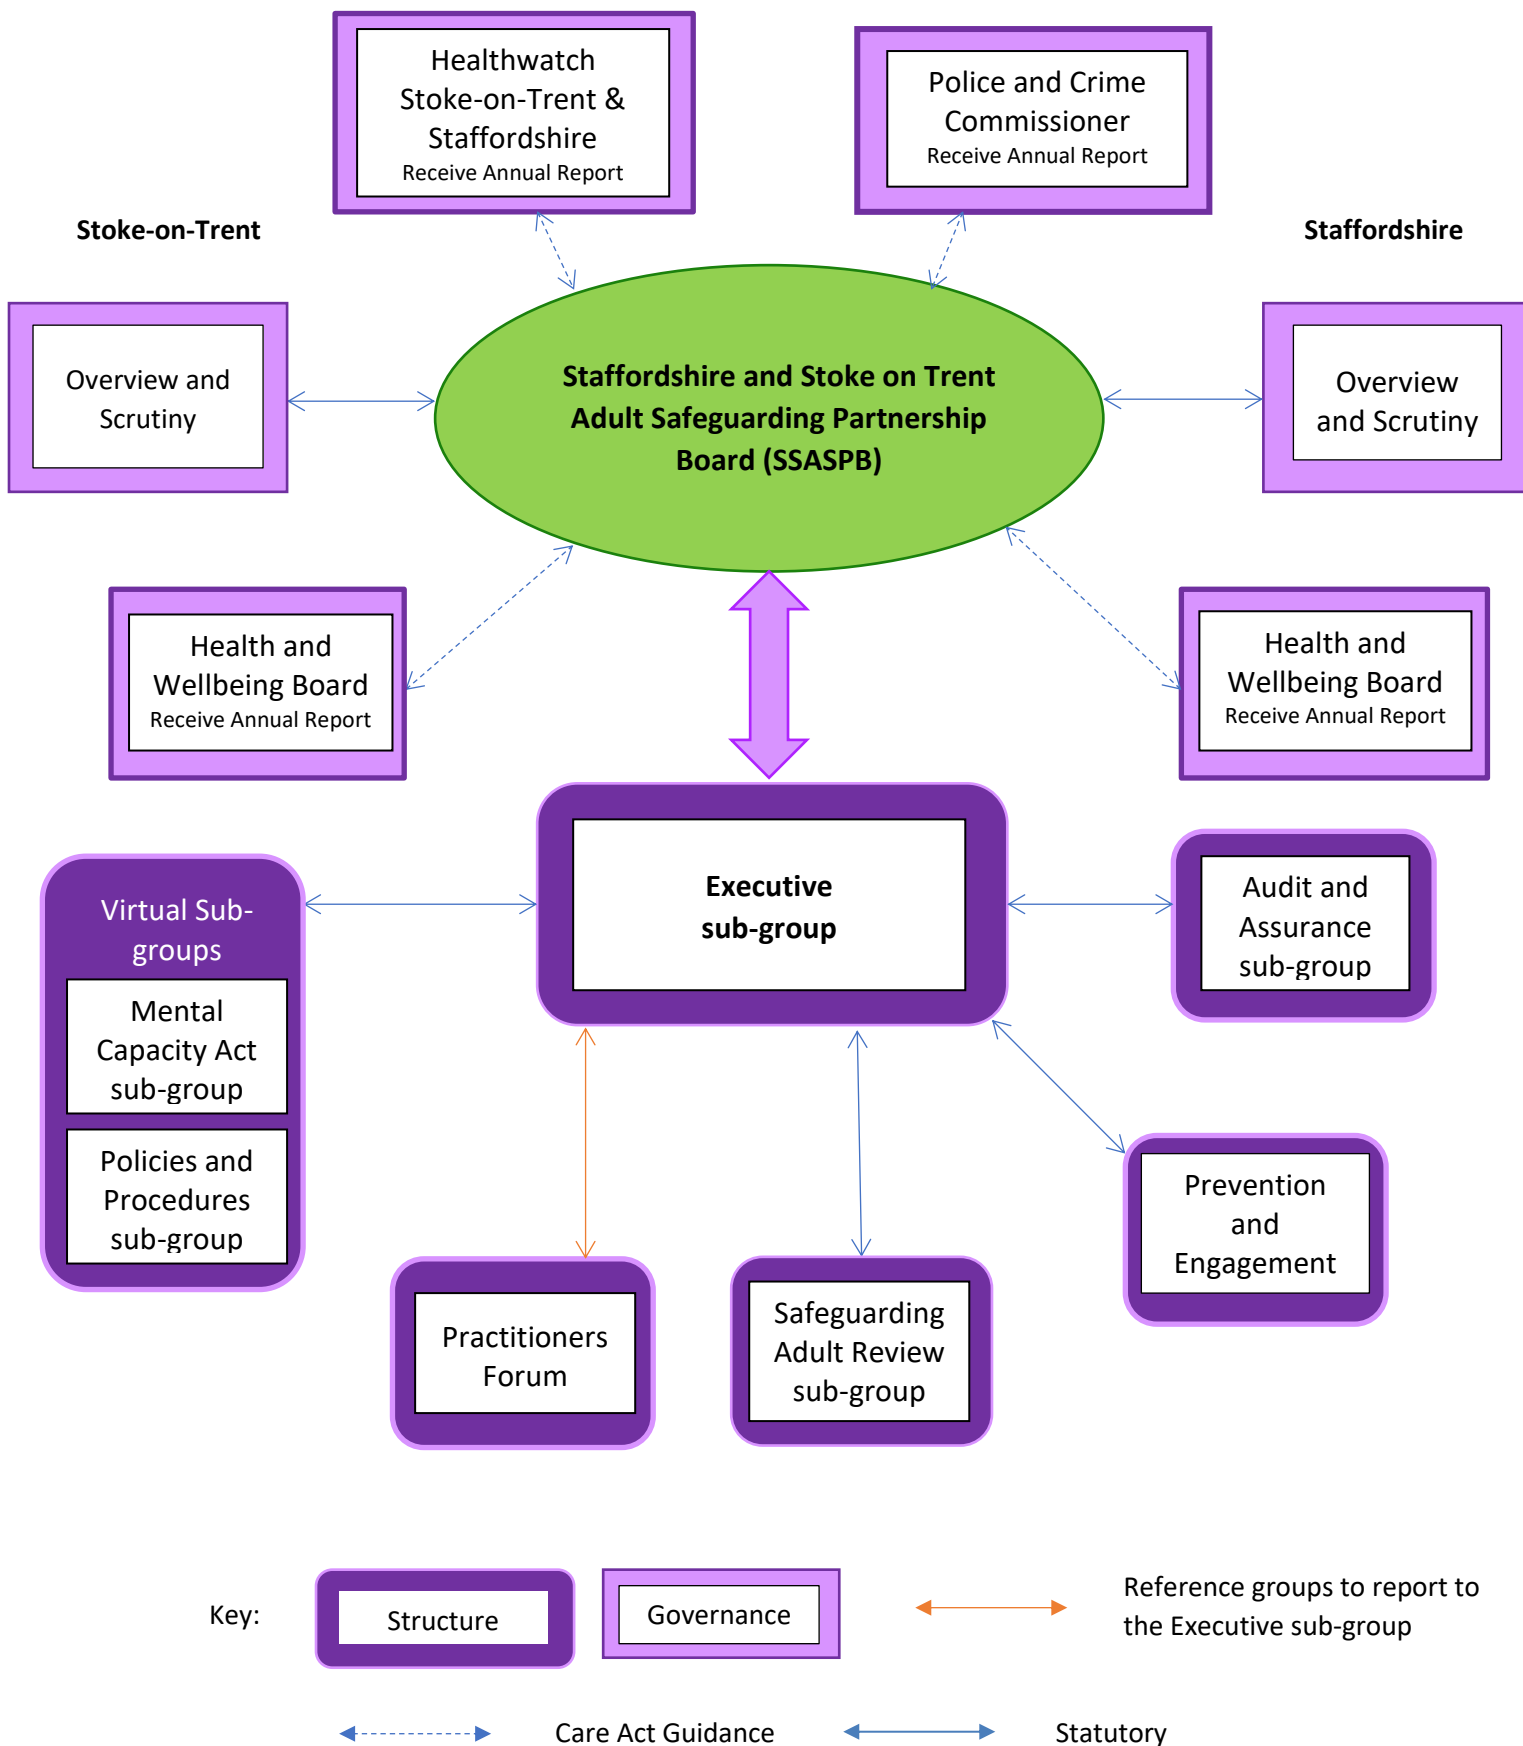 Healthwatch
Stoke-on-Trent &
Staffordshire
Receive Annual Report
Police and Crime
Commissioner
Receive Annual Report
Stoke-on-Trent
Staffordshire
Overview and
Scrutiny
Staffordshire and Stoke on Trent
Adult Safeguarding Partnership
Board (SSASPB)
Overview
and Scrutiny
Health and
Wellbeing Board
Receive Annual Report
Health and
Wellbeing Board
Receive Annual Report
Executive
sub-group
Virtual Sub-
groups
Mental
Capacity Act
sub-group
Policies and
Procedures
sub-group
Audit and
Assurance
sub-group
Prevention
and
Engagement
Practitioners
Forum
Safeguarding
Adult Review
sub-group
Key:
Structure
Governance
Reference groups to report to
the Executive sub-group
Care Act Guidance
Statutory